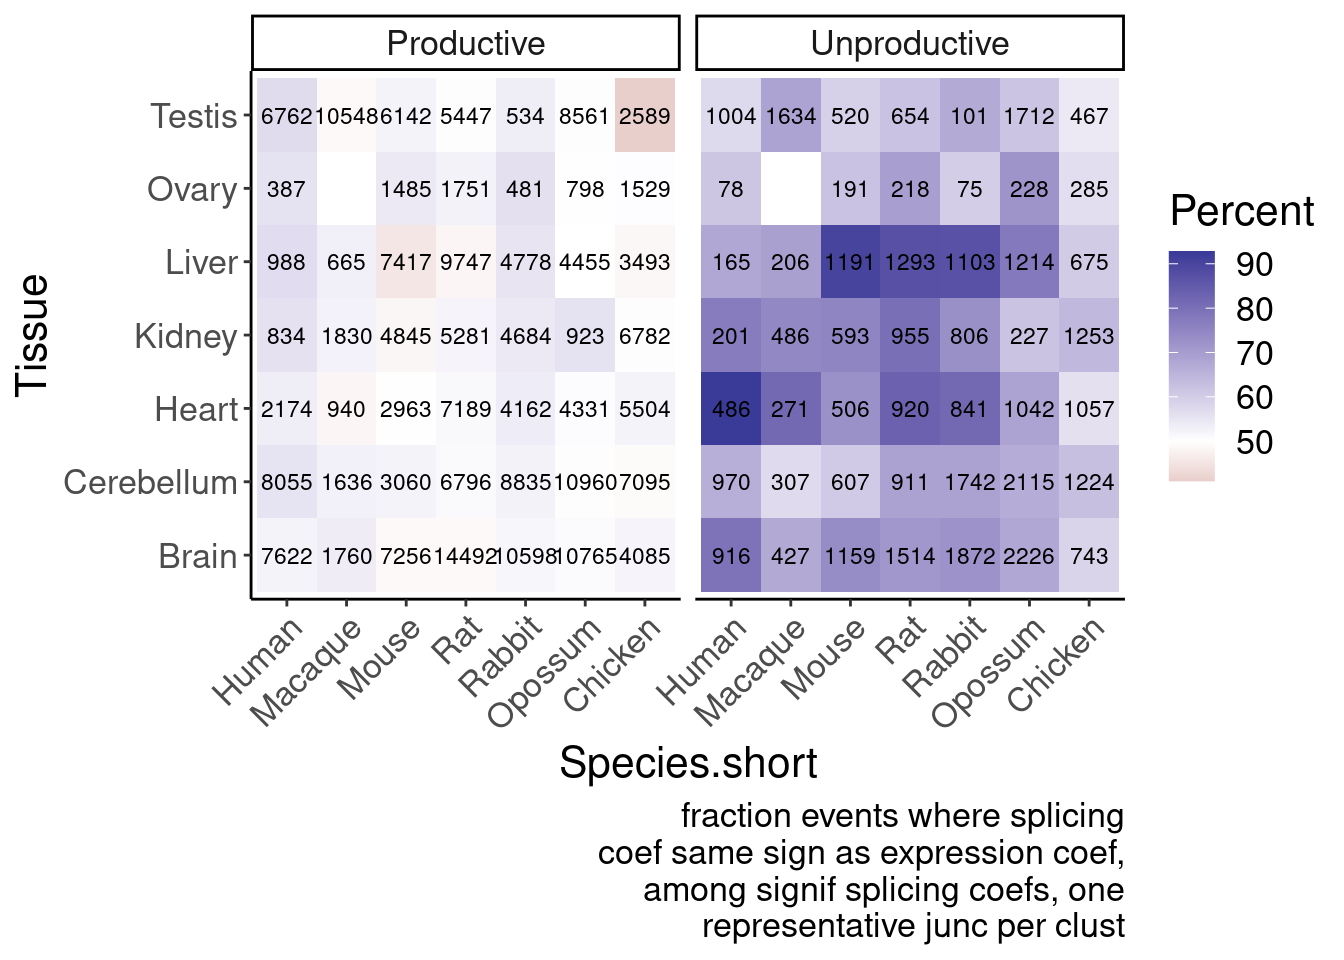 Productive Unproductive
Testis 6762 10548 6142 5447 534 8561 2589 1004 1634 520 654 101 1712 467
Ovary 387 1485 1751 481 798 1529 78 191 218 75 228 285
Liver 988 665 7417 9747 4778 4455 3493 165 206 1191 1293 1103 1214 675
Kidney 834 1830 4845 5281 4684 923 6782 201 486 593 955 806 227 1253
Heart 2174 940 2963 7189 4162 4331 5504 486 271 506 920 841 1042 1057
Cerebellum 8055 1636 3060 6796 8835 10960 7095 970 307 607 911 1742 2115 1224
Brain 7622 1760 7256 14492 10598 10765 4085 916 427 1159 1514 1872 2226 743
Human Macaque Mouse Rat Rabbit Opossum Chicken Human Macaque Mouse Rat Rabbit Opossum Chicken
Tissue
Species.short
Percent
90
80
70
60
50
fraction events where splicing
coef same sign as expression coef,
among signif splicing coefs, one
representative junc per clust